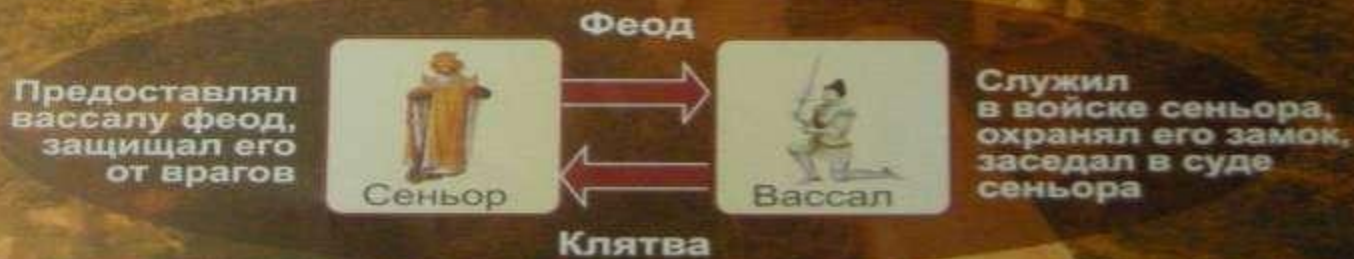 Феод
Предоставлял
вассалу феод,
защищал его
от врагов
Сеньор
Вассал
Служил
в войске сеньора,
охранял его замок,
заседал в суде
сеньора
Клятва